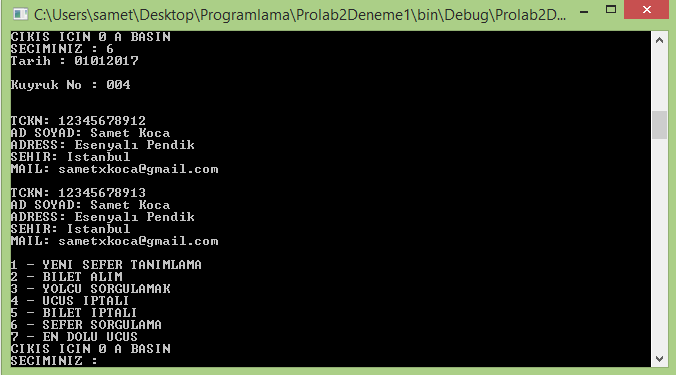 C:\Users\samet\Desktop\Programlama\Prolab2Deneme1\bin\Debug\Prolab2D...
CIKIS ICIN 0 A BASIN
SECIMINIZ : 6
Tarih : 01012017
Kuyruk No : 004
TCKN: 12345678912
AD SOYAD: Samet Koca
ADRESS: Esenyalı Pendik
SEHIR: Istanbul
MAIL: sametxkoca@gmail.com
TCKN: 12345678913
AD SOYAD: Samet Koca
ADRESS: Esenyalı Pendik
SEHIR: Istanbul
MAIL: sametxkoca@gmail.com
1 - YENI SEFER TANIMLAMA
2 - BILET ALIM
3 - YOLCU SORGULAMAK
4 - UCUS IPTALI
5 - BILET IPTALI
6 - SEFER SORGULAMA
7 - EN DOLU UCUS
CIKIS ICIN 0 A BASIN
SECIMINIZ :